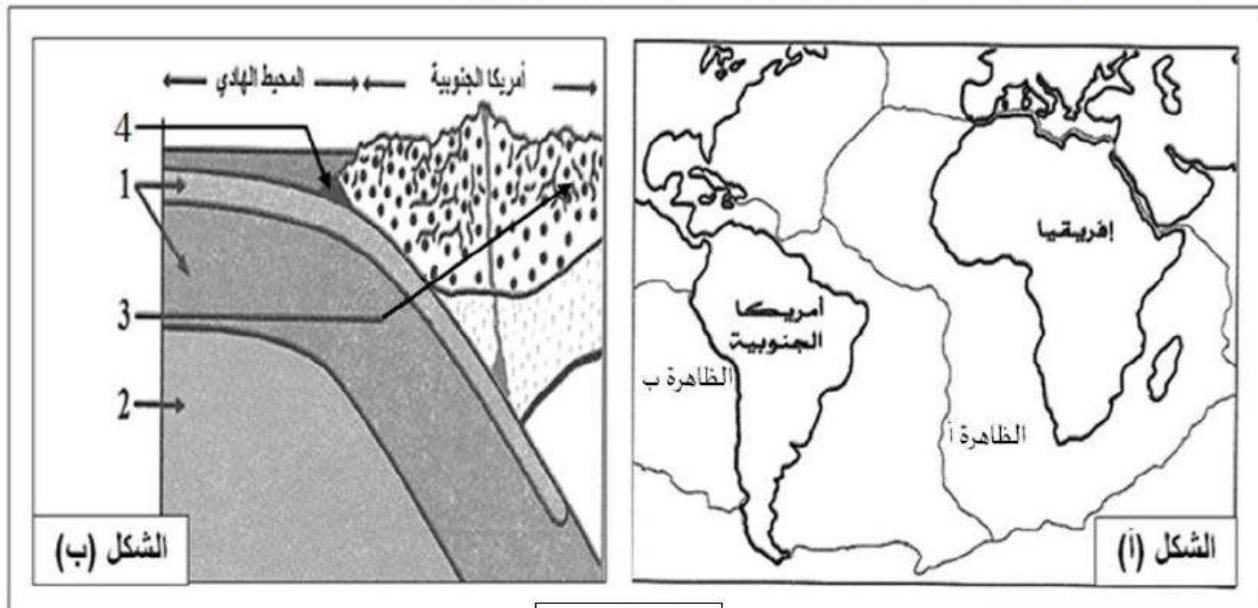 إفريقيا
أمريكا
الجنوبية
الظاهرة ب
الظاهرة أ
الشكل (أ)
أمريكا الجنوبية
المحيط الهادي
4
1
3
2
الشكل (ب)